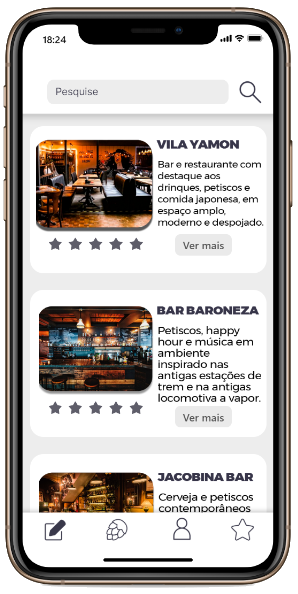 18:24
Pesquise
VILA YAMON
Bar e restaurante com
destaque aos
drinques, petiscos e
comida japonesa, em
espaço amplo,
moderno e despojado.
Ver mais
BAR BARONEZA
Petiscos, happy
hour e música em
ambiente
inspirado nas
antigas estações de
trem e na antigas
locomotiva a vapor.
Ver mais
JACOBINA BAR
Cerveja e petiscos
contemporâneos